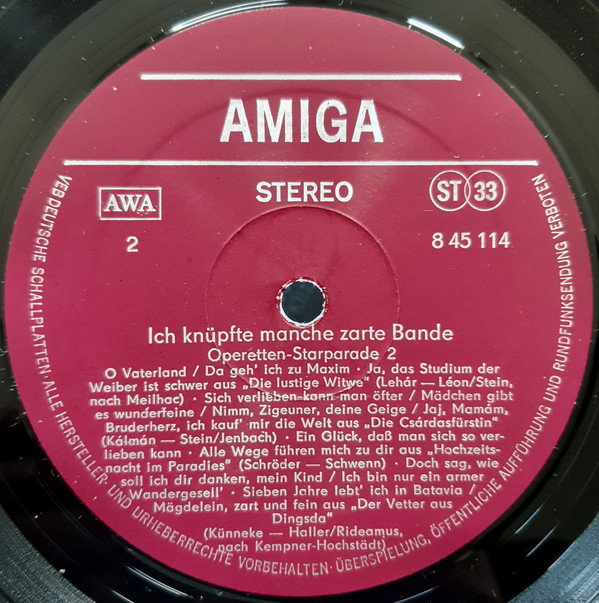 AMIGA
AWA
STEREO
ST 33
2
8 45 114
Ich knüpfte manche zarte Bande
Operetten-Starparade 2
O Vaterland / Da geh' ich zu Maxim · Ja, das Studium der
Weiber ist schwer aus „Die lustige Witwe“ (Lehár — Léon/Stein,
nach Meilhac) · Sich verlieben kann man öfter / Mädchen gibt
es wunderfeine / Nimm, Zigeuner, deine Geige / Jaj, Mamám,
Bruderherz, ich kauf' mir die Welt aus „Die Csárdasfürstin“
(Kálmán — Stein/Jenbach) · Ein Glück, daß man sich so ver-
lieben kann · Alle Wege führen mich zu dir aus „Hochzeits-
nacht im Paradies“ (Schröder — Schwenn) · Doch sag, wie
soll ich dir danken, mein Kind / Ich bin nur ein armer
Wandergesell' · Sieben Jahre lebt' ich in Batavia /
Mägdelein, zart und fein aus „Der Vetter aus
Dingsda“
(Künneke — Haller/Rideamus,
nach Kempner-Hochstädt)
VEB DEUTSCHE SCHALLPLATTEN · ALLE HERSTELLER- UND URHEBERRECHTE VORBEHALTEN · ÜBERSPIELUNG, ÖFFENTLICHE AUFFÜHRUNG UND RUNDFUNKSENDUNG VERBOTEN